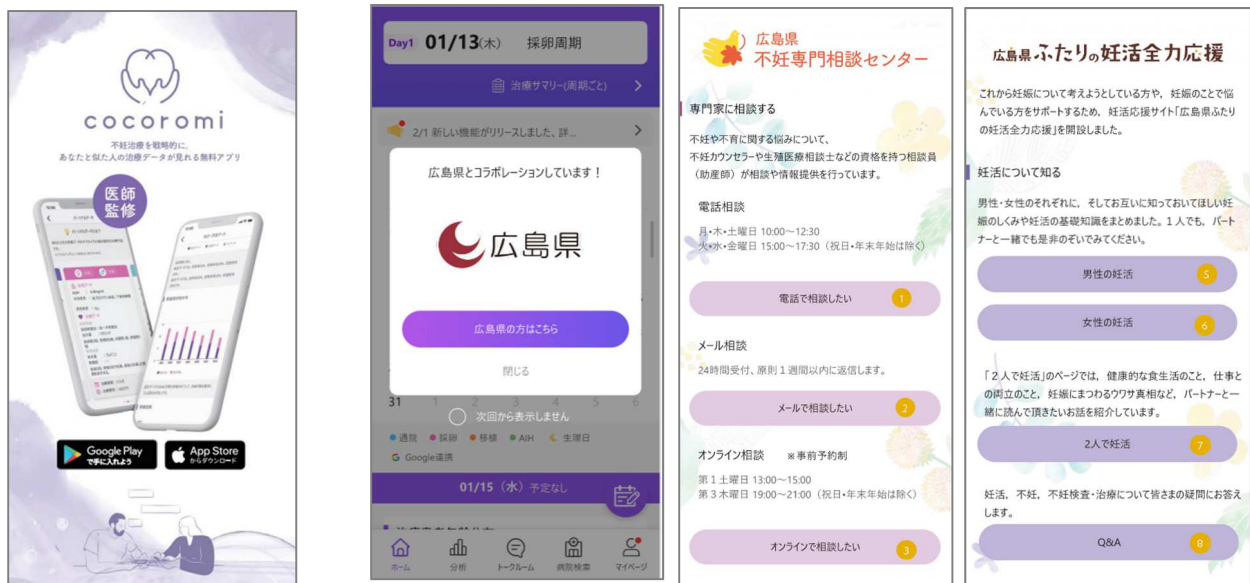 cocoromi
不妊治療を戦略的に。
あなたと似た人の治療データが見れる無料アプリ
医師
監修
Google Play
で手に入れよう
App Store
からダウンロード
Day1 01/13(木) 採卵周期
治療サマリー(周期ごと)
2/1 新しい機能がリリースしました、詳...
広島県とコラボレーションしています！
広島県
広島県の方はこちら
閉じる
31 1 2 3 4 5 6
次回から表示しません
通院 採卵 移植 AIH 生理日
Google連携
01/15（水）予定なし
ホーム 分析 トークルーム 病院検索 マイページ
広島県
不妊専門相談センター
専門家に相談する
不妊や不育に関する悩みについて、
不妊カウンセラーや生殖医療相談士などの資格を持つ相談員
（助産師）が相談や情報提供を行っています。
電話相談
月・木・土曜日 10:00～12:30
火・水・金曜日 15:00～17:30（祝日・年末年始は除く）
電話で相談したい 1
メール相談
24時間受付、原則１週間以内に返信します。
メールで相談したい 2
オンライン相談 ※事前予約制
第１土曜日 13:00～15:00
第３木曜日 19:00～21:00（祝日・年末年始は除く）
オンラインで相談したい 3
広島県ふたりの妊活全力応援
これから妊娠について考えようとしている方や，妊娠のことで悩
んでいる方をサポートするため，妊活応援サイト「広島県ふたり
の妊活全力応援」を開設しました。
妊活について知る
男性・女性のそれぞれに，そしてお互いに知っておいてほしい妊
娠のしくみや妊活の基礎知識をまとめました。１人でも，パート
ナーと一緒でも是非のぞいでみてください。
男性の妊活 5
女性の妊活 6
「２人で妊活」のページでは，健康的な食生活のこと，仕事と
の両立のこと，妊娠にまつわるウワサ真相など，パートナーと一
緒に読んで頂きたいお話を紹介しています。
2人で妊活 7
妊活，不妊，不妊検査・治療について皆さまの疑問にお答え
します。
Q&A 8